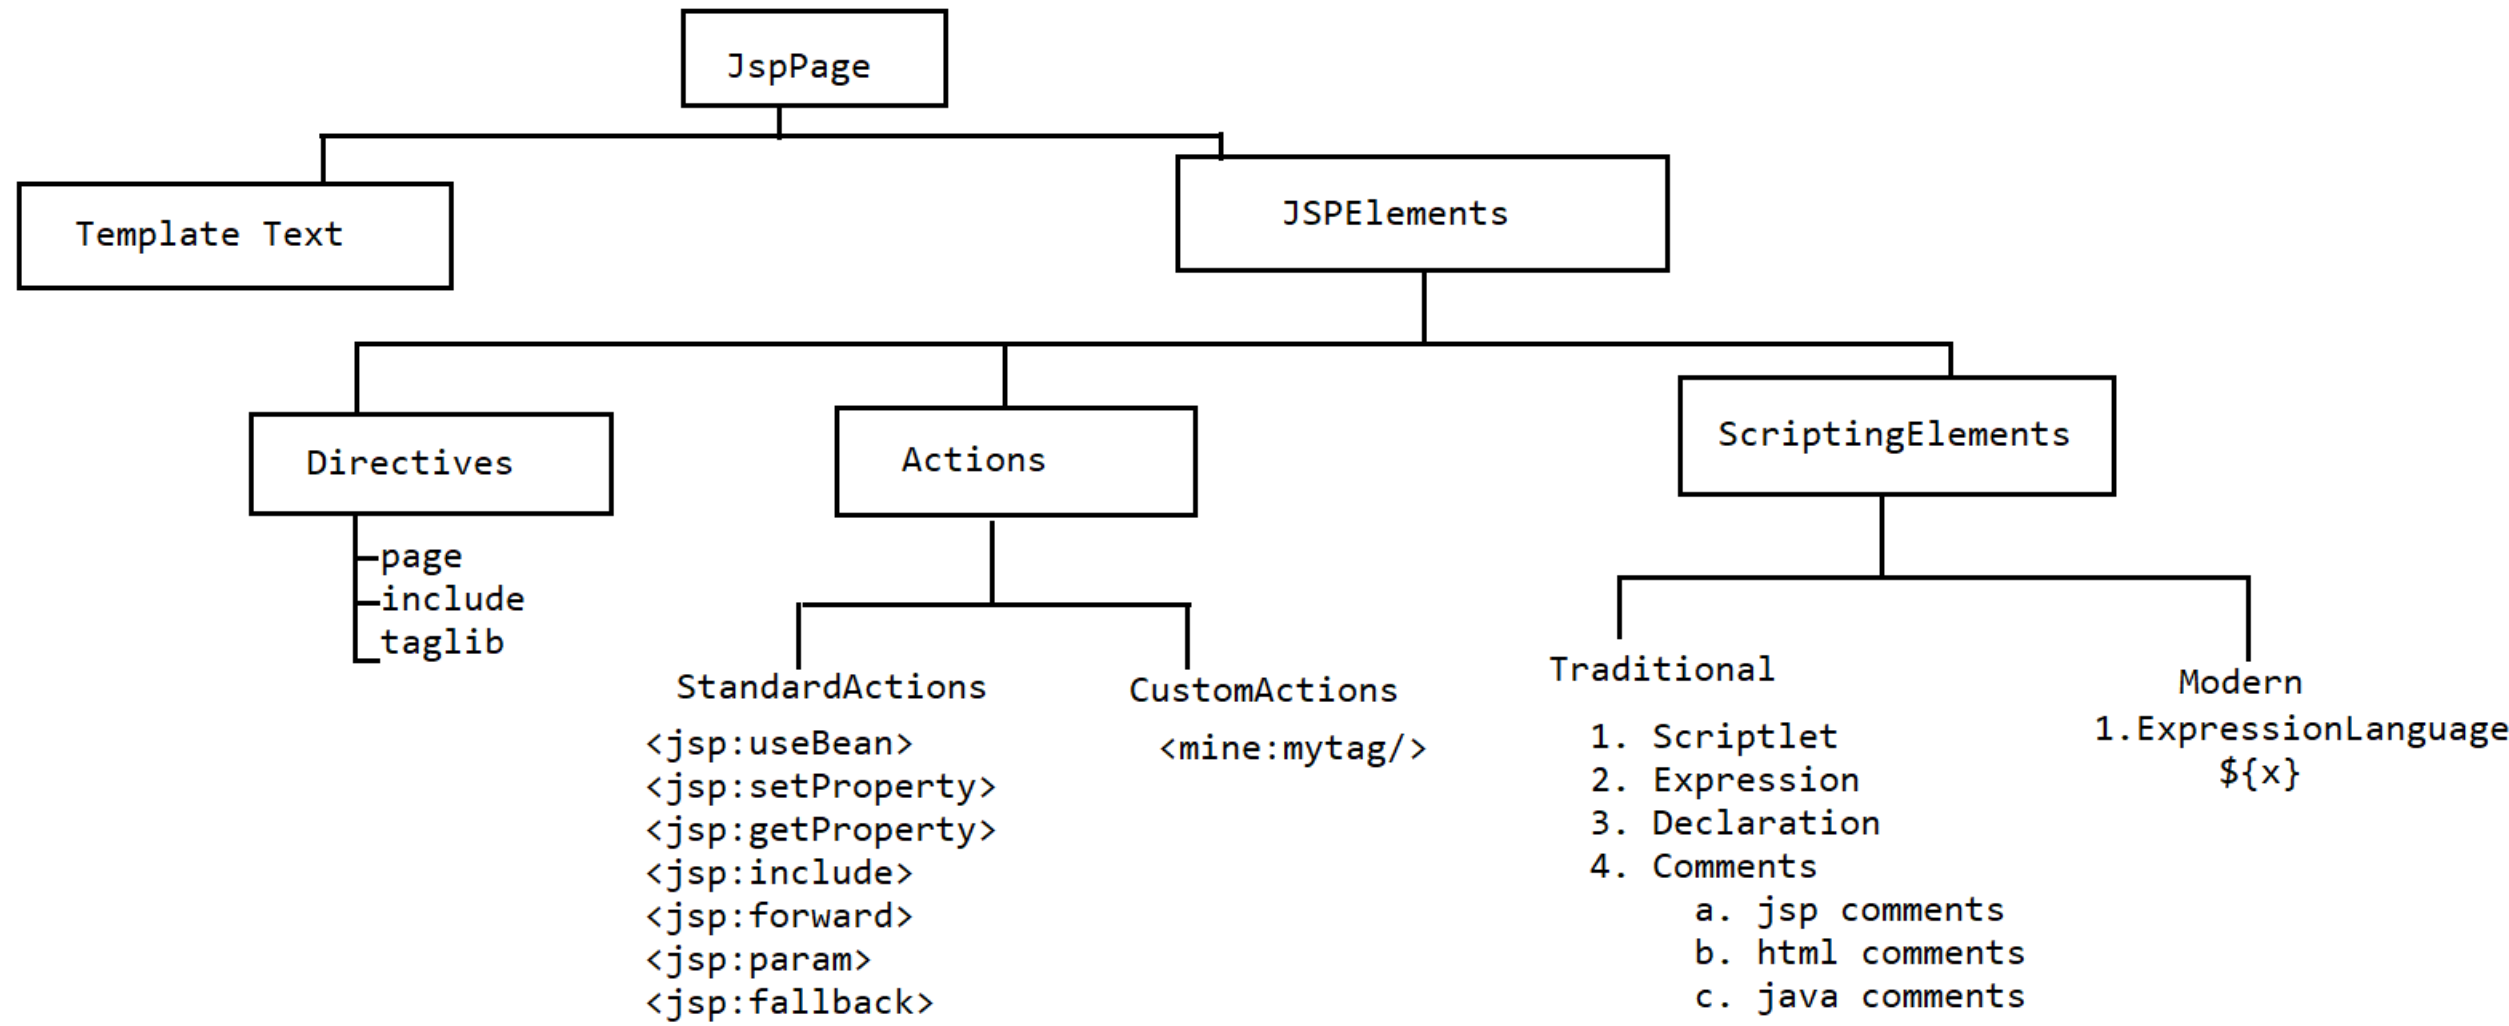 JspPage
Template Text
JSPElements
Directives
page
include
taglib
Actions
StandardActions
<jsp:useBean>
<jsp:setProperty>
<jsp:getProperty>
<jsp:include>
<jsp:forward>
<jsp:param>
<jsp:fallback>
CustomActions
<mine:mytag/>
ScriptingElements
Traditional
1. Scriptlet
2. Expression
3. Declaration
4. Comments
a. jsp comments
b. html comments
c. java comments
Modern
1.ExpressionLanguage
${x}